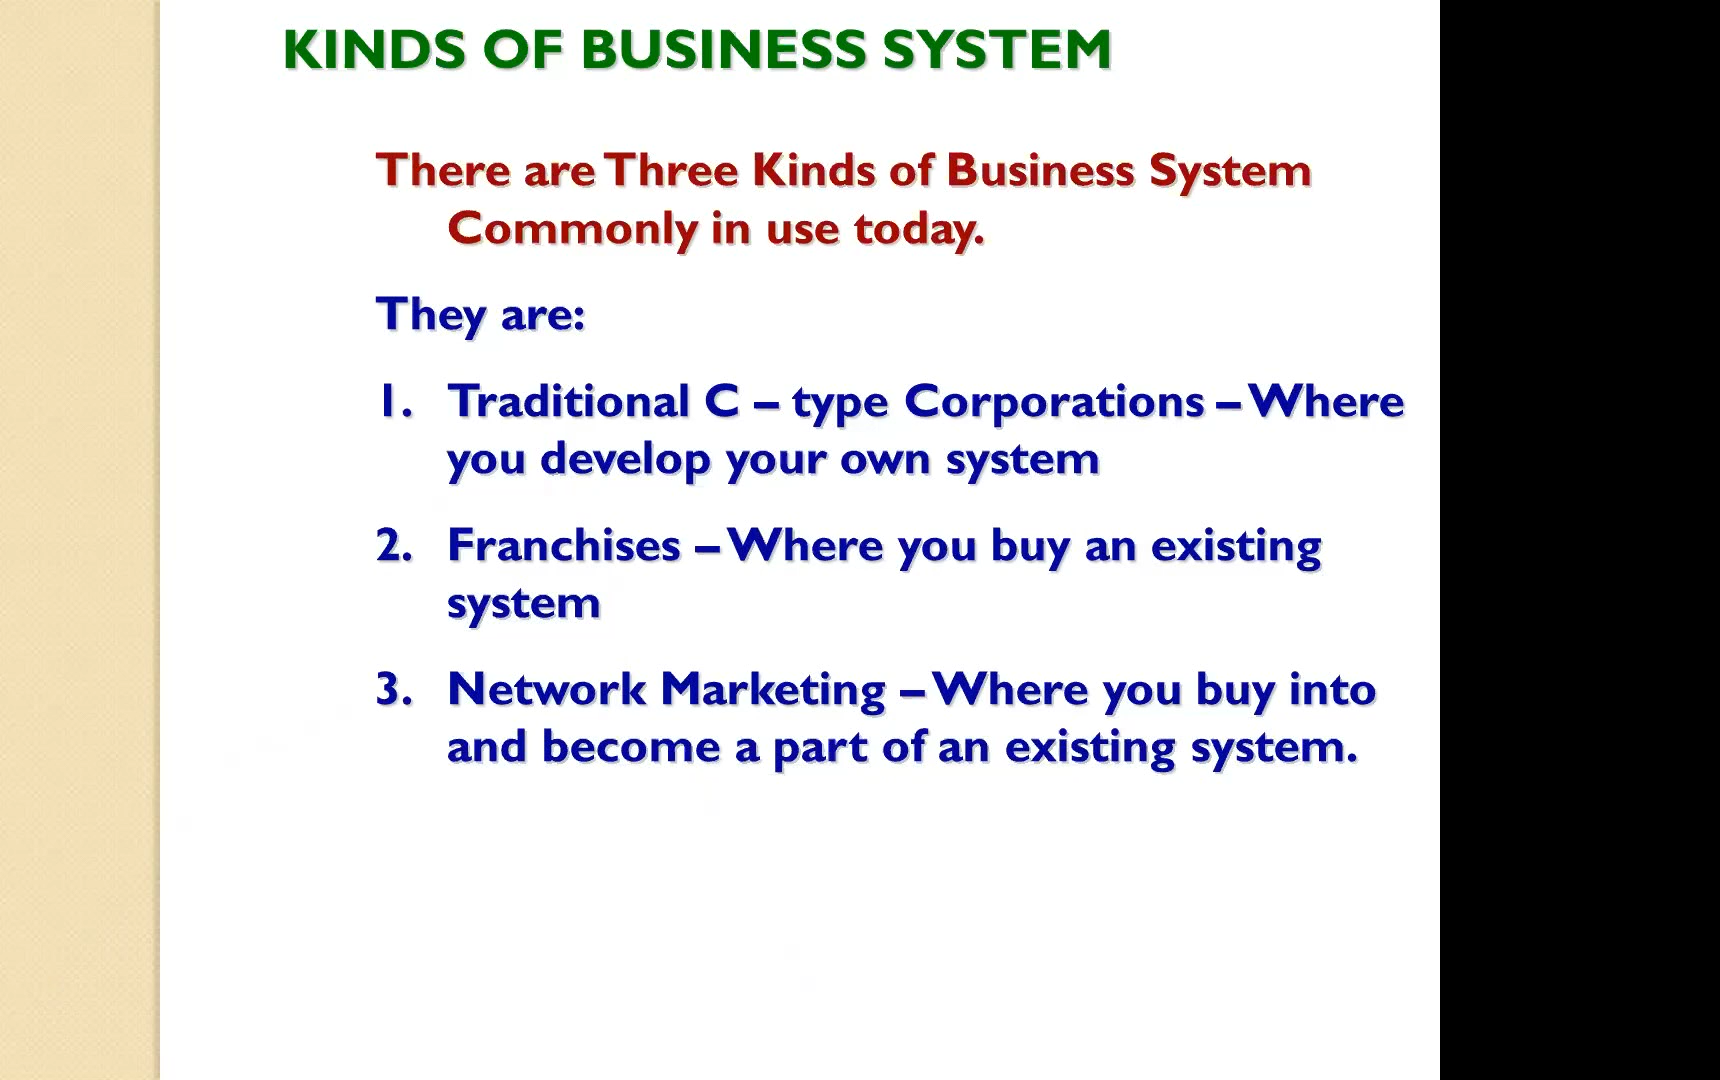 KINDS OF BUSINESS SYSTEM
There are Three Kinds of Business System
Commonly in use today.
They are:
1. Traditional C – type Corporations – Where
you develop your own system
2. Franchises – Where you buy an existing
system
3. Network Marketing – Where you buy into
and become a part of an existing system.